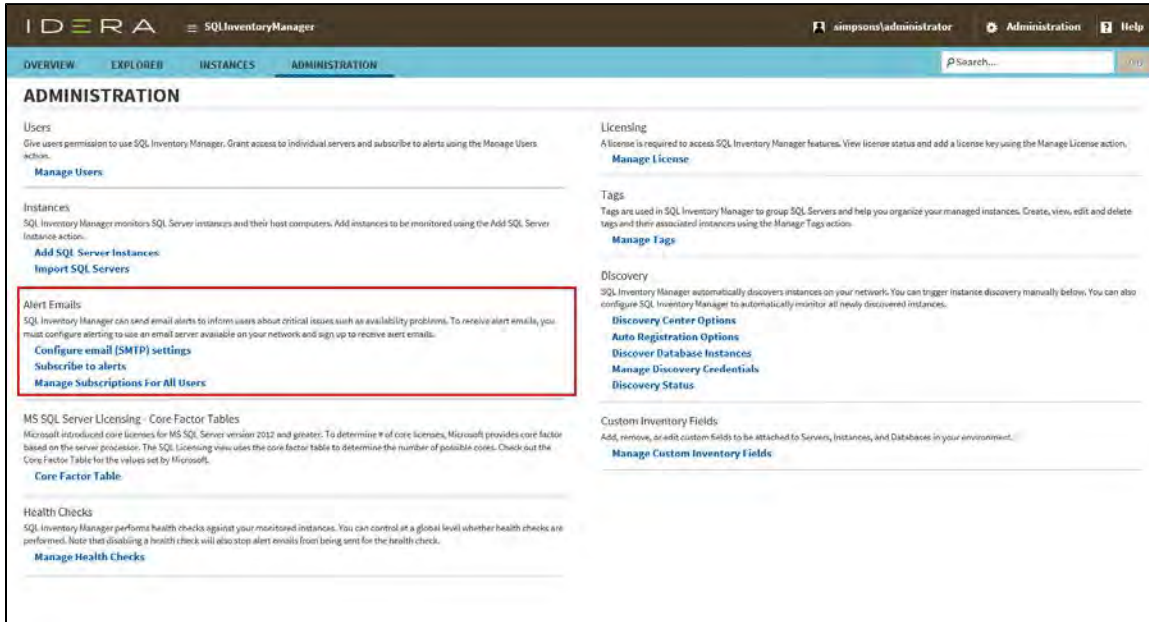 IDERA
SQLInventoryManager
simpsons\administrator
Administration
Help
OVERVIEW
EXPLORER
INSTANCES
ADMINISTRATION
Search....
ADMINISTRATION
Users
Give users permission to use SQL Inventory Manager. Grant access to individual servers and subscribe to alerts using the Manage Users
action.
Manage Users
Instances
SQL Inventory Manager monitors SQL Server instances and their host computers. Add instances to be monitored using the Add SQL Server
Instance action.
Add SQL Server Instances
Import SQL Servers
Alert Emails
SQL Inventory Manager can send email alerts to inform users about critical issues such as availability problems. To receive alert emails, you
must configure alerting to use an email server available on your network and sign up to receive alert emails.
Configure email (SMTP) settings
Subscribe to alerts
Manage Subscriptions For All Users
MS SQL Server Licensing - Core Factor Tables
Microsoft introduced core licenses for MS SQL Server version 2012 and greater. To determine # of core licenses, Microsoft provides core factor
based on the server processor. The SQL Licensing view uses the core factor table to determine the number of possible cores. Check out the
Core Factor Table for the values set by Microsoft.
Core Factor Table
Health Checks
SQL Inventory Manager performs health checks against your monitored instances. You can control at a global level whether health checks are
performed. Note that disabling a health check will also stop alert emails from being sent for the health check.
Manage Health Checks
Licensing
A license is required to access SQL Inventory Manager features. View license status and add a license key using the Manage License action.
Manage License
Tags
Tags are used in SQL Inventory Manager to group SQL Servers and help you organize your managed instances. Create, view, edit and delete
tags and their associated instances using the Manage Tags action.
Manage Tags
Discovery
SQL Inventory Manager automatically discovers instances on your network. You can trigger instance discovery manually below. You can also
configure SQL Inventory Manager to automatically monitor all newly discovered instances.
Discovery Center Options
Auto Registration Options
Discover Database Instances
Manage Discovery Credentials
Discovery Status
Custom Inventory Fields
Add, remove, or edit custom fields to be attached to Servers, Instances, and Databases in your environment.
Manage Custom Inventory Fields